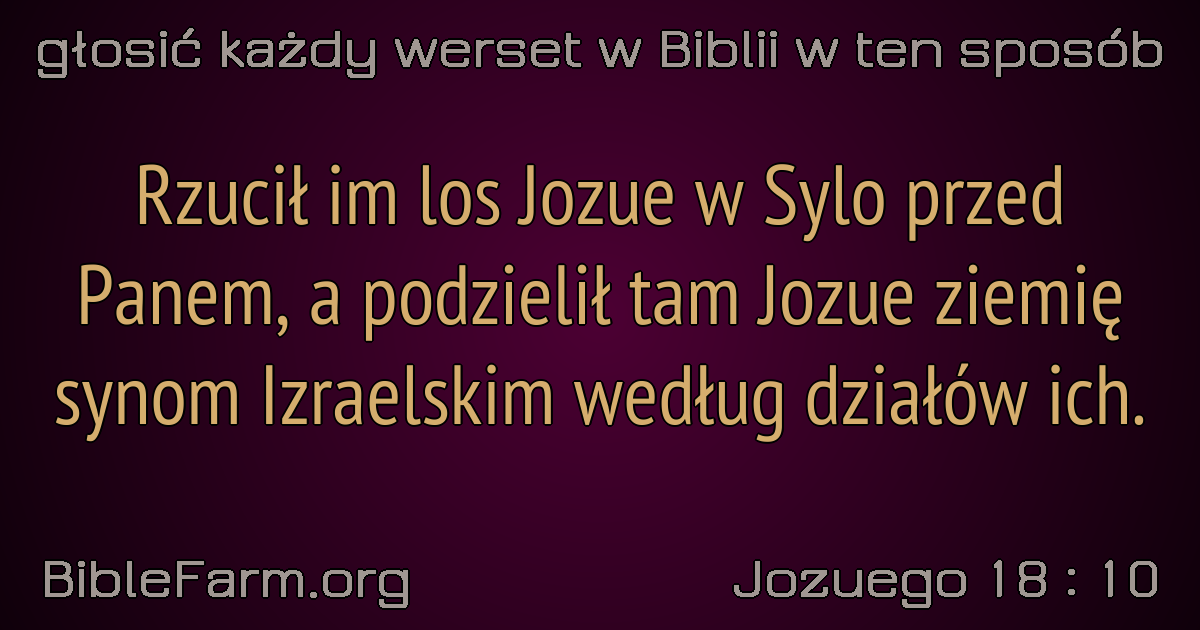 głosić każdy werset w Biblii w ten sposób
Rzucił im los Jozue w Sylo przed
Panem, a podzielił tam Jozue ziemię
synom Izraelskim według działów ich.
BibleFarm.org
Jozuego 18 : 10